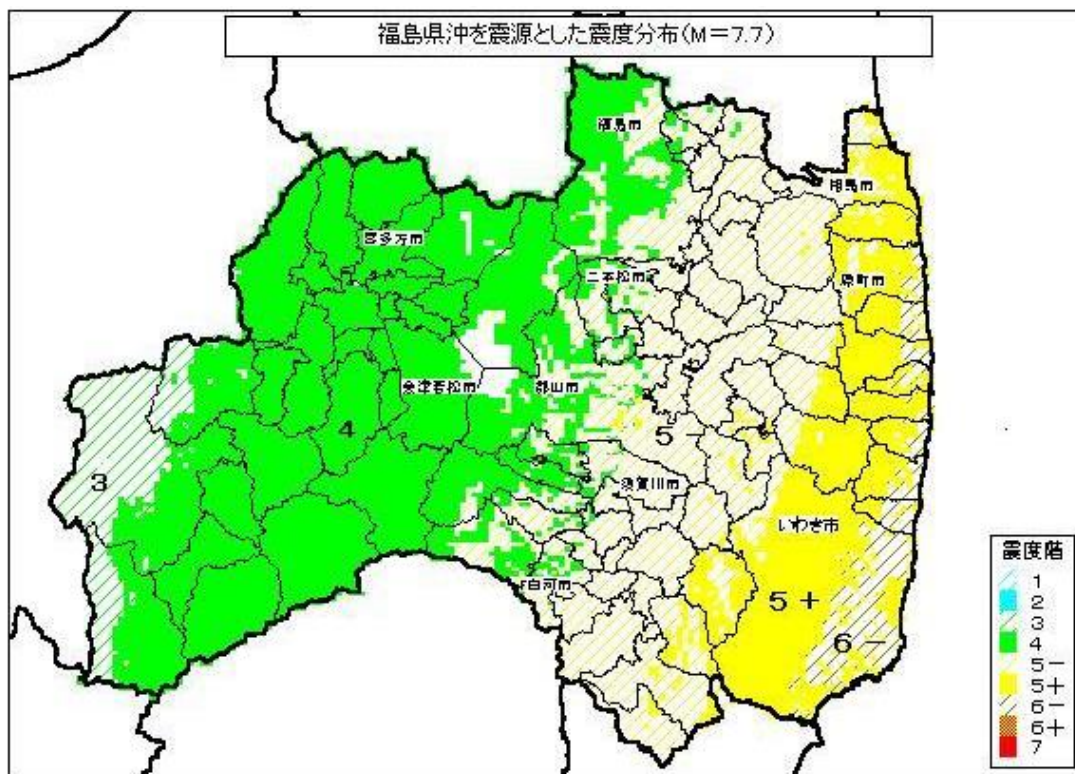 福島県沖を震源とした震度分布(M=7.7)
福島市
相馬市
喜多方市
二本松市
原町市
会津若松市
郡山市
4
5-
3
須賀川市
いわき市
白河市
5+
6-
震度階
1
2
3
4
5-
5+
6-
6+
7